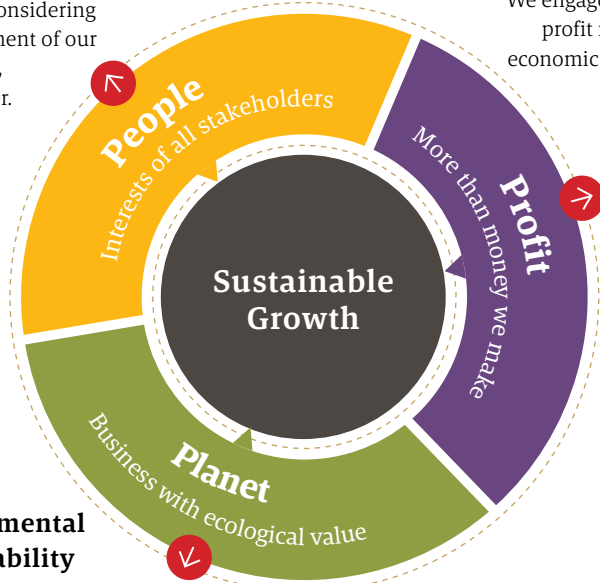 onsidering
ment of our
r.
We engage
profit
economic
People
Interests of all stakeholders
Profit
More than money we make
Sustainable
Growth
Planet
Business with ecological value
mental
ability